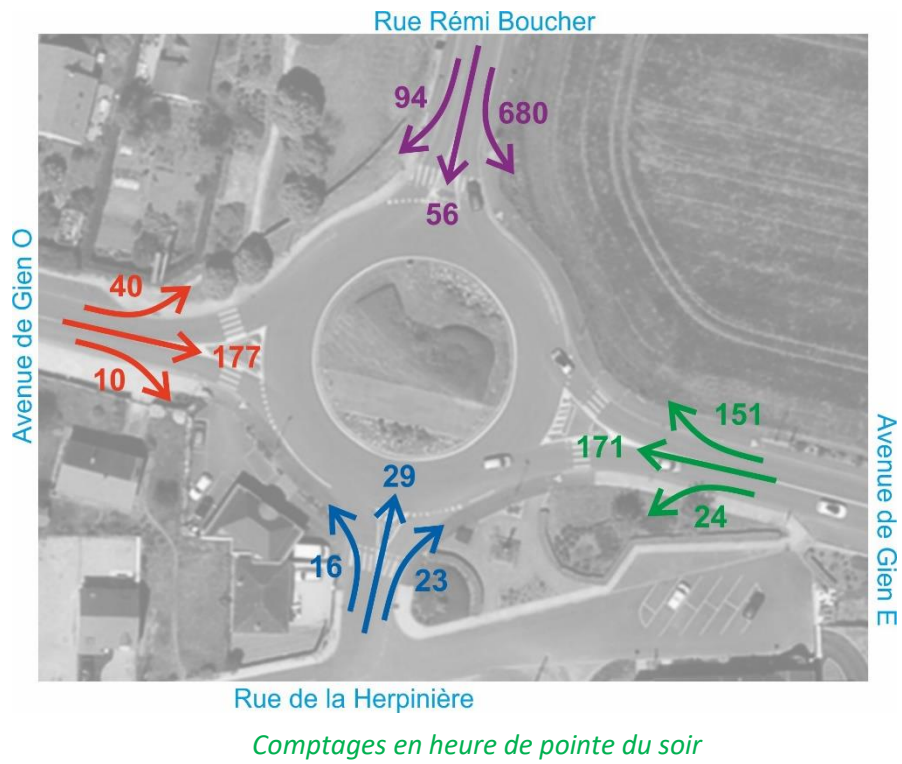 Rue Rémi Boucher
94
680
56
Avenue de Gien O
40
177
10
151
171
24
Avenue de Gien E
29
16
23
Rue de la Herpinière
Comptages en heure de pointe du soir